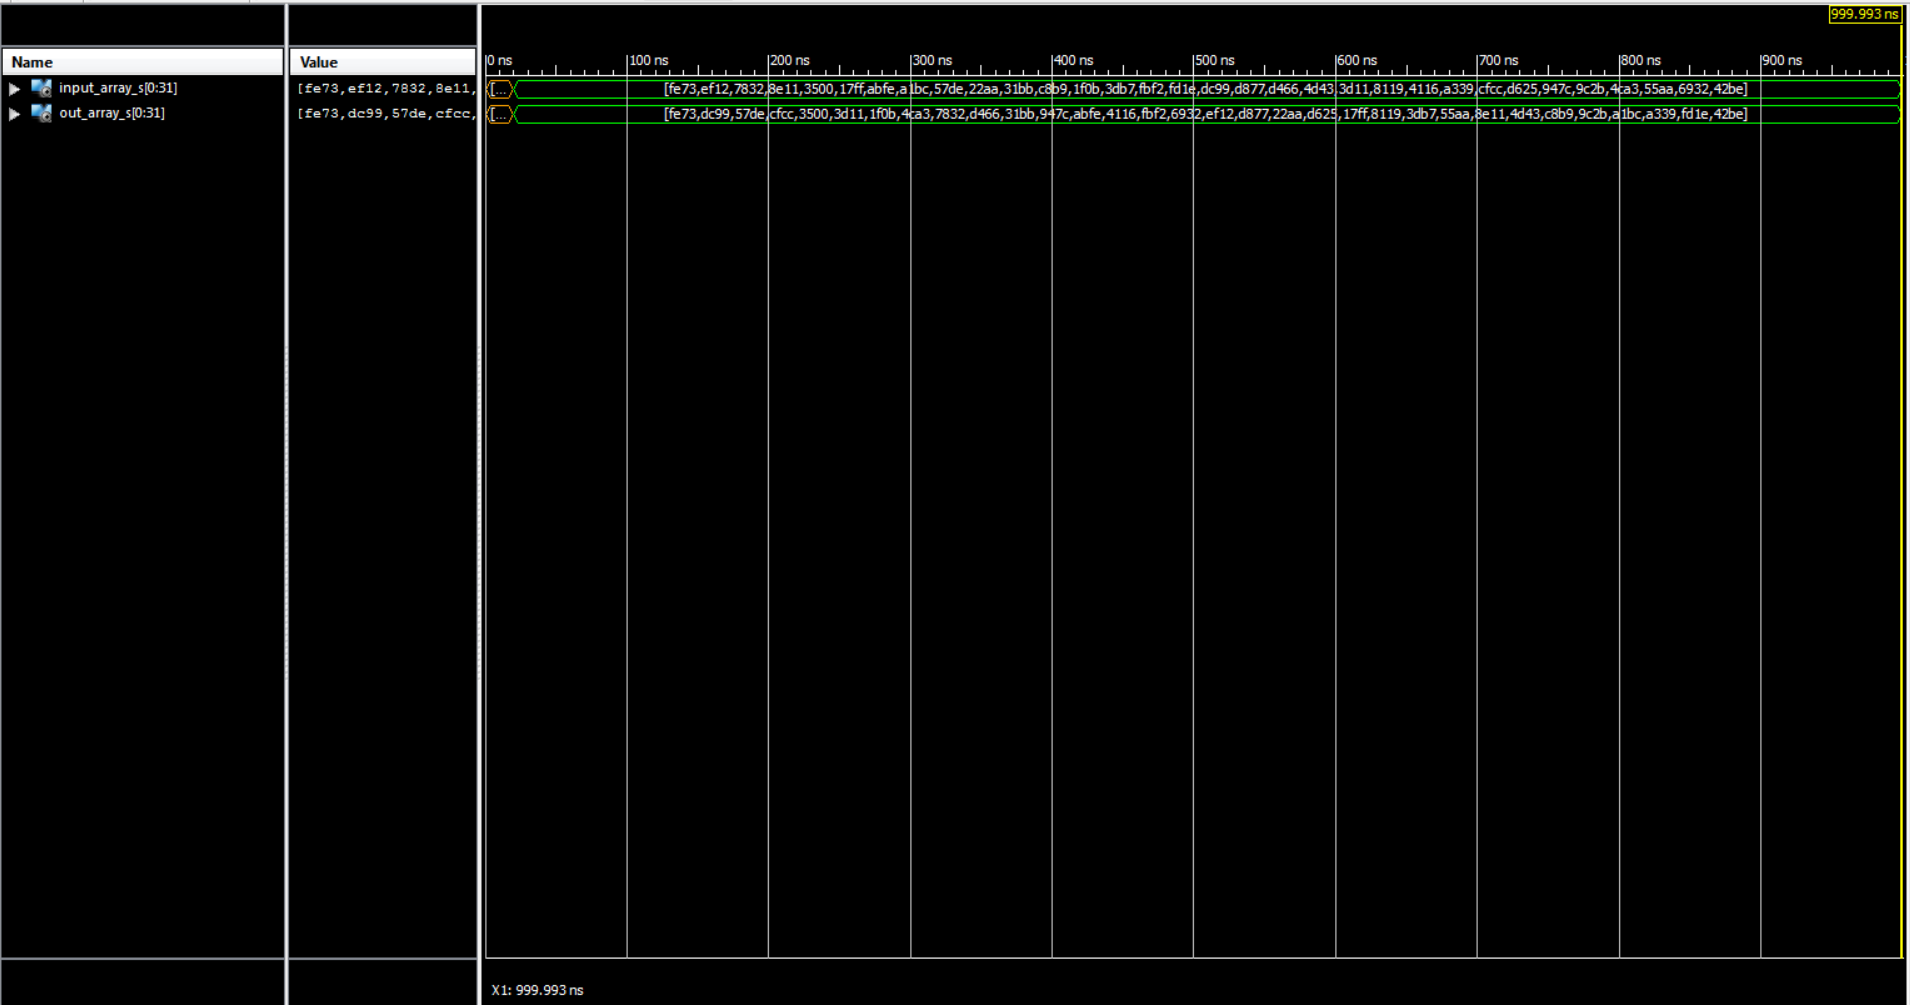 999.993 ns
Name
Value
0 ns
100 ns
200 ns
300 ns
400 ns
500 ns
600 ns
700 ns
800 ns
900 ns
input_array_s[0:31]
[fe73,ef12,7832,8e11,
[...
[fe73,ef12,7832,8e11,3500,17ff,abfe,a1bc,57de,22aa,31bb,c8b9,1f0b,3db7,fbf2,fd1e,dc99,d877,d466,4d43,3d11,8119,4116,a339,cfcc,d625,947c,9c2b,4ca3,55aa,6932,42be]
out_array_s[0:31]
[fe73,dc99,57de,cfcc,
[...
[fe73,dc99,57de,cfcc,3500,3d11,1f0b,4ca3,7832,d466,31bb,947c,abfe,4116,fbf2,6932,ef12,d877,22aa,d625,17ff,8119,3db7,55aa,8e11,4d43,c8b9,9c2b,a1bc,a339,fd1e,42be]
X1: 999.993 ns